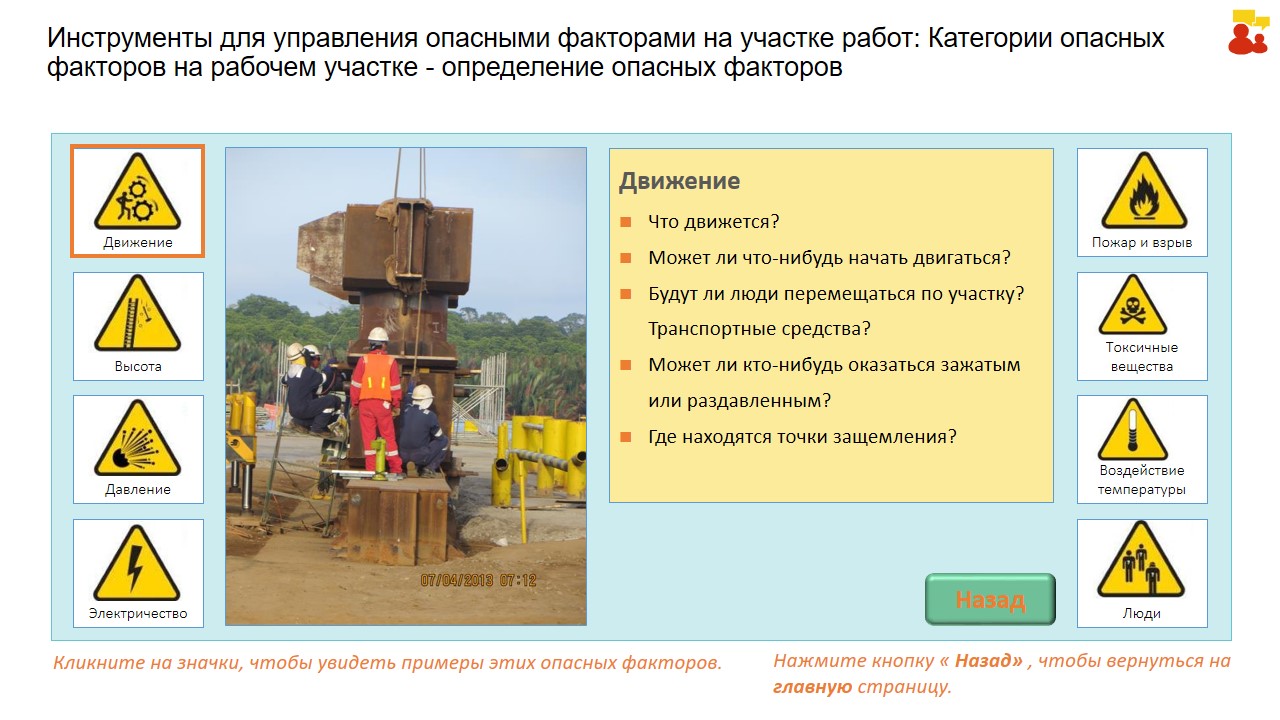 Инструменты для управления опасными факторами на участке работ: Категории опасных
факторов на рабочем участке - определение опасных факторов
Движение
Высота
Давление
Электричество
07/04/2013 07:12
Движение
Что движется?
Может ли что-нибудь начать двигаться?
Будут ли люди перемещаться по участку?
Транспортные средства?
Может ли кто-нибудь оказаться зажатым
или раздавленным?
Где находятся точки защемления?
Назад
Пожар и взрыв
Токсичные
вещества
Воздействие
температуры
Люди
Кликните на значки, чтобы увидеть примеры этих опасных факторов.
Нажмите кнопку « Назад» , чтобы вернуться на
главную страницу.